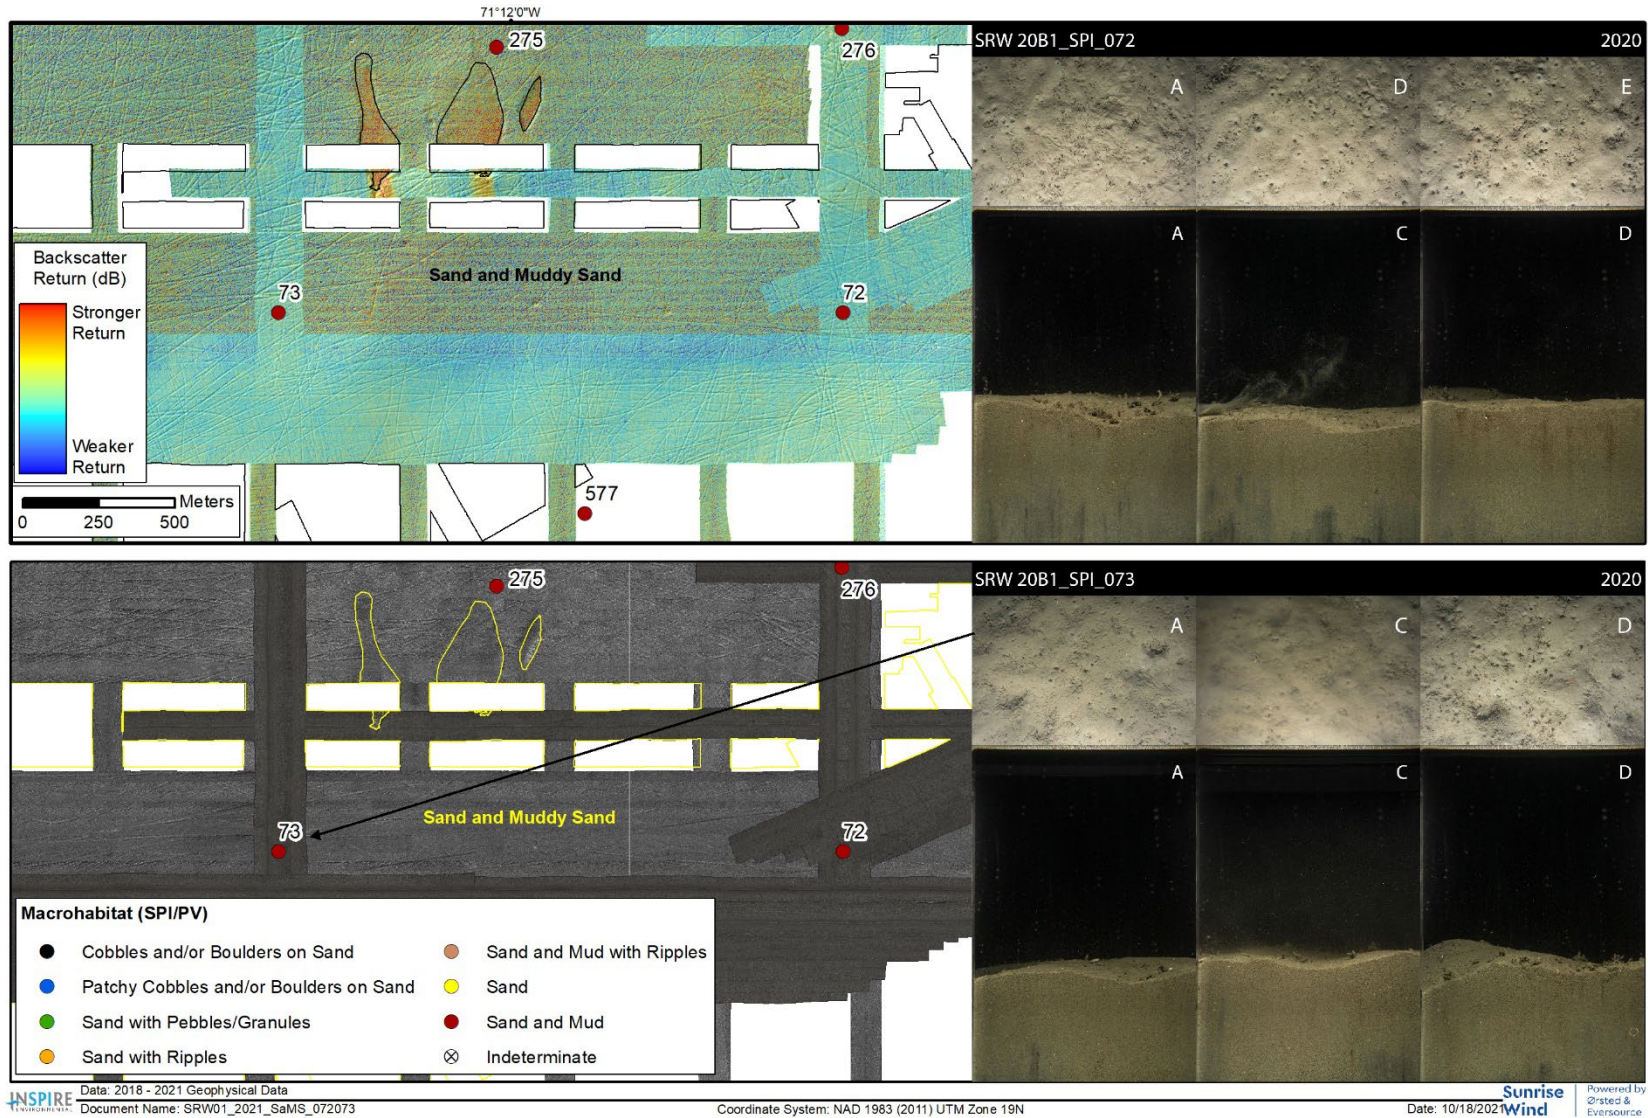 71°12'0"W
275
276
73
72
577
Sand and Muddy Sand
Backscatter
Return (dB)
Stronger
Return
Weaker
Return
Meters
0 250 500
SRW 20B1_SPI_072 2020
A D E
A C D
275
276
73
72
Sand and Muddy Sand
SRW 20B1_SPI_073 2020
A C D
A C D
Macrohabitat (SPI/PV)
Cobbles and/or Boulders on Sand
Patchy Cobbles and/or Boulders on Sand
Sand with Pebbles/Granules
Sand with Ripples
Sand and Mud with Ripples
Sand
Sand and Mud
Indeterminate
INSPIRE
ENVIRONMENTAL
Data: 2018 - 2021 Geophysical Data
Document Name: SRW01_2021_SaMS_072073
Coordinate System: NAD 1983 (2011) UTM Zone 19N
Date: 10/18/2021
Sunrise
Wind
Powered by
Ørsted &
Eversource